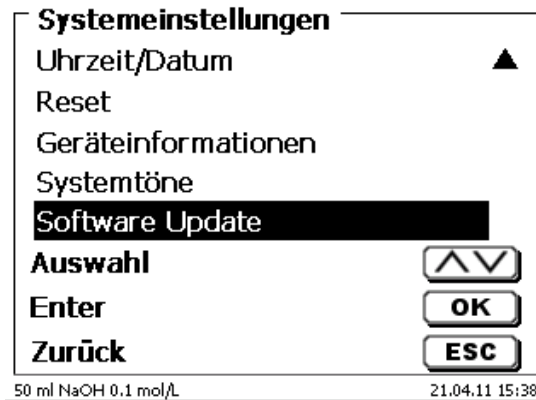 Systemeinstellungen
Uhrzeit/Datum
Reset
Geräteinformationen
Systemtöne
Software Update
Auswahl
Enter OK
Zurück ESC
50 ml NaOH 0.1 mol/L 21.04.11 15:38